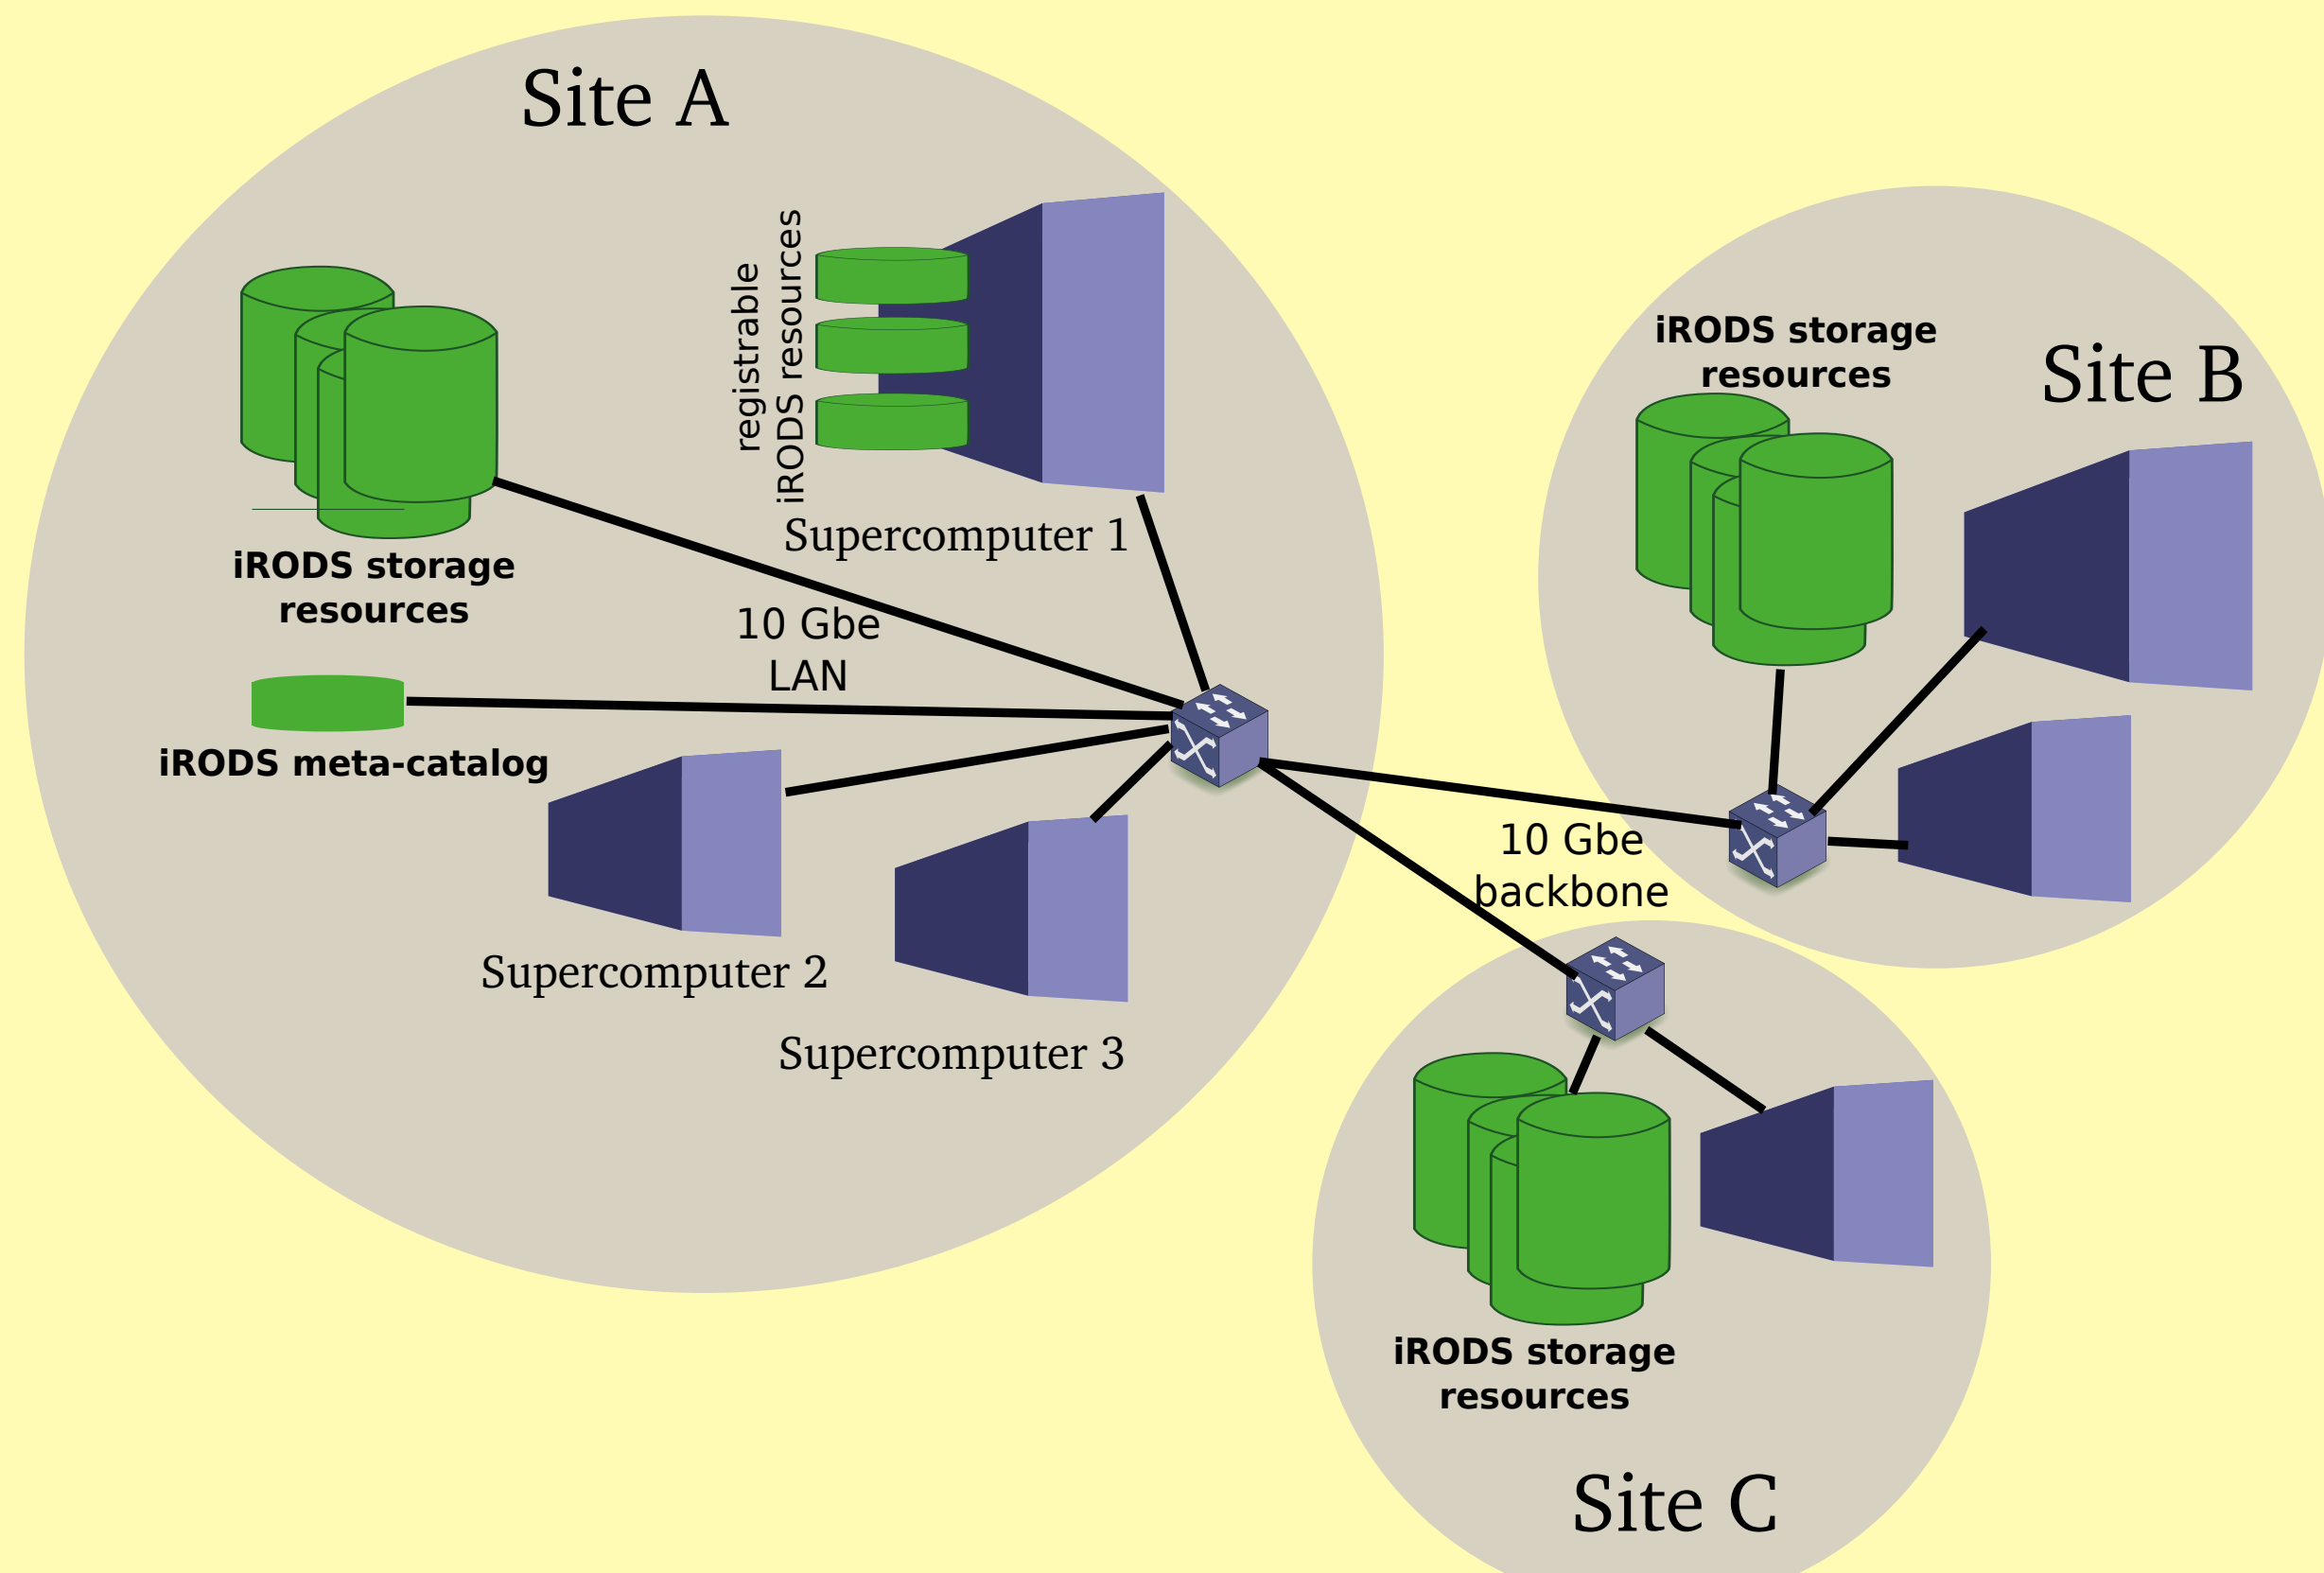 Site A
registrable
iRODS resources
Supercomputer 1
iRODS storage
resources
10 Gbe
LAN
iRODS meta-catalog
Supercomputer 2
Supercomputer 3
iRODS storage
resources
Site B
10 Gbe
backbone
iRODS storage
resources
Site C